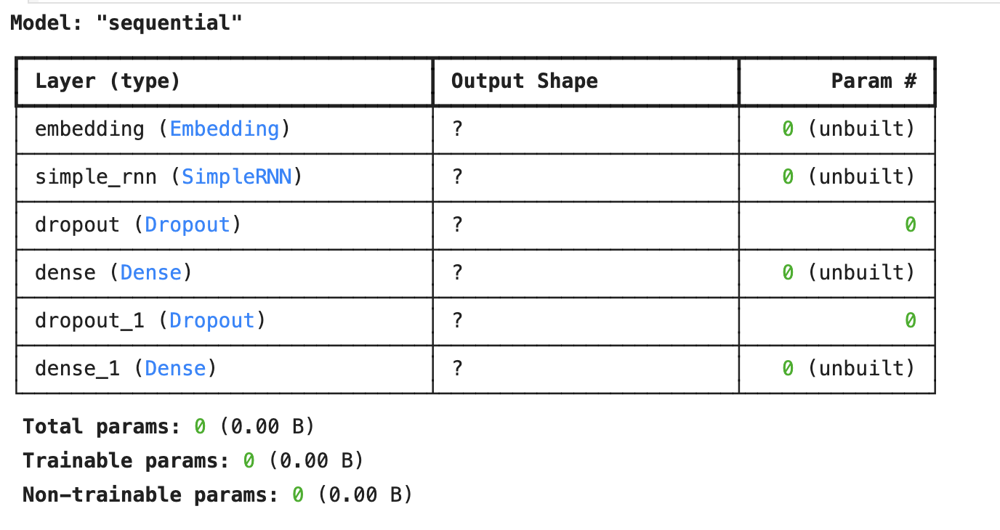 Model: "sequential"
Layer (type) Output Shape Param #
embedding (Embedding) ? 0 (unbuilt)
simple_rnn (SimpleRNN) ? 0 (unbuilt)
dropout (Dropout) ? 0
dense (Dense) ? 0 (unbuilt)
dropout_1 (Dropout) ? 0
dense_1 (Dense) ? 0 (unbuilt)
Total params: 0 (0.00 B)
Trainable params: 0 (0.00 B)
Non-trainable params: 0 (0.00 B)